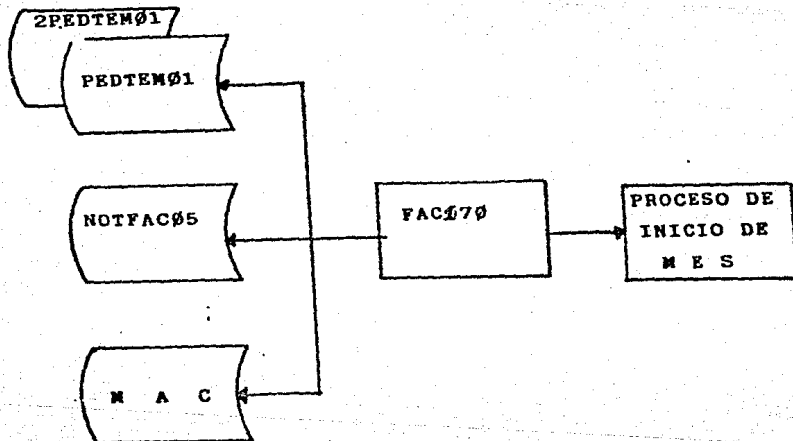 2PEDTEMØ1
PEDTEMØ1
NOTFACØ5
FACØ7Ø
PROCESO DE
INICIO DE
M E S
M A C